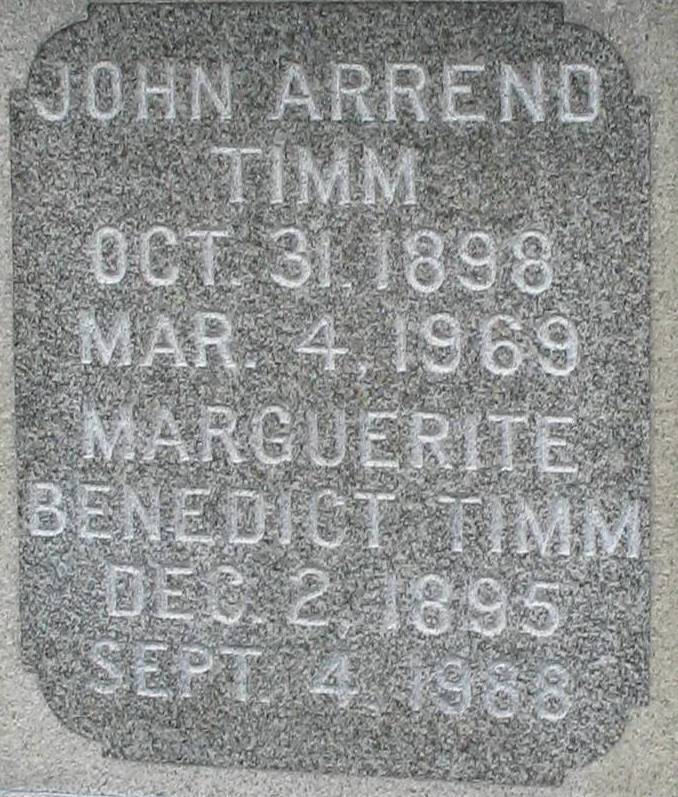 JOHN ARREND
TIMM
OCT. 31, 1898
MAR. 4, 1969
MARGUERITE
BENEDICT TIMM
DEC. 2, 1895
SEPT. 4, 1988